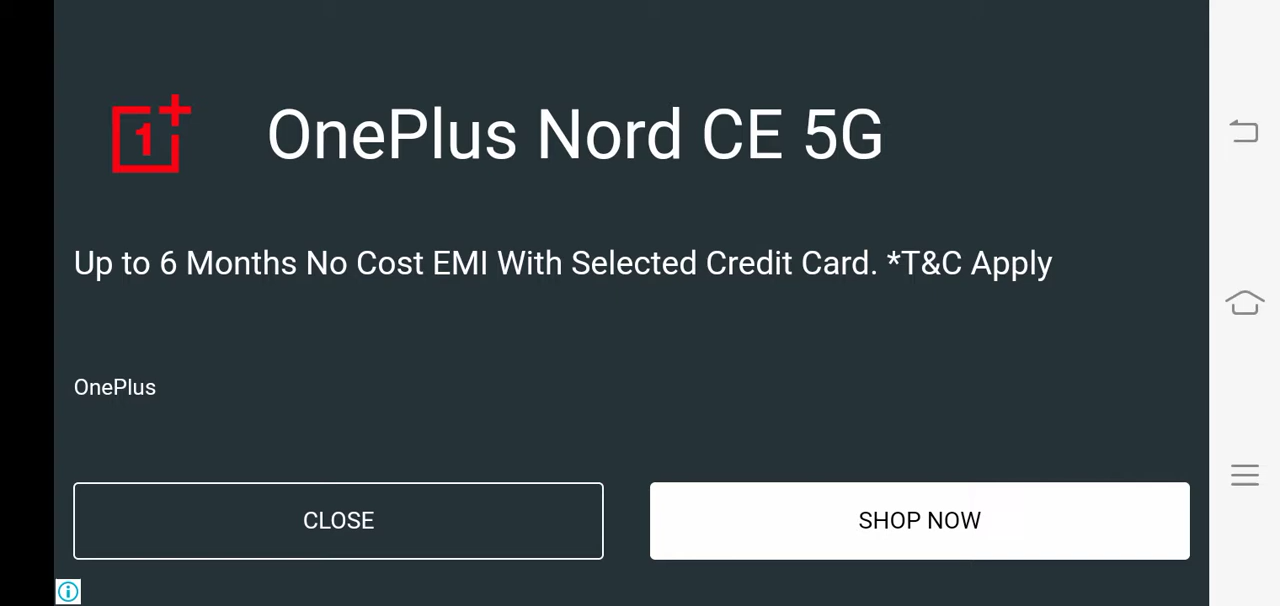 OnePlus Nord CE 5G
Up to 6 Months No Cost EMI With Selected Credit Card. *T&C Apply
OnePlus
CLOSE
SHOP NOW